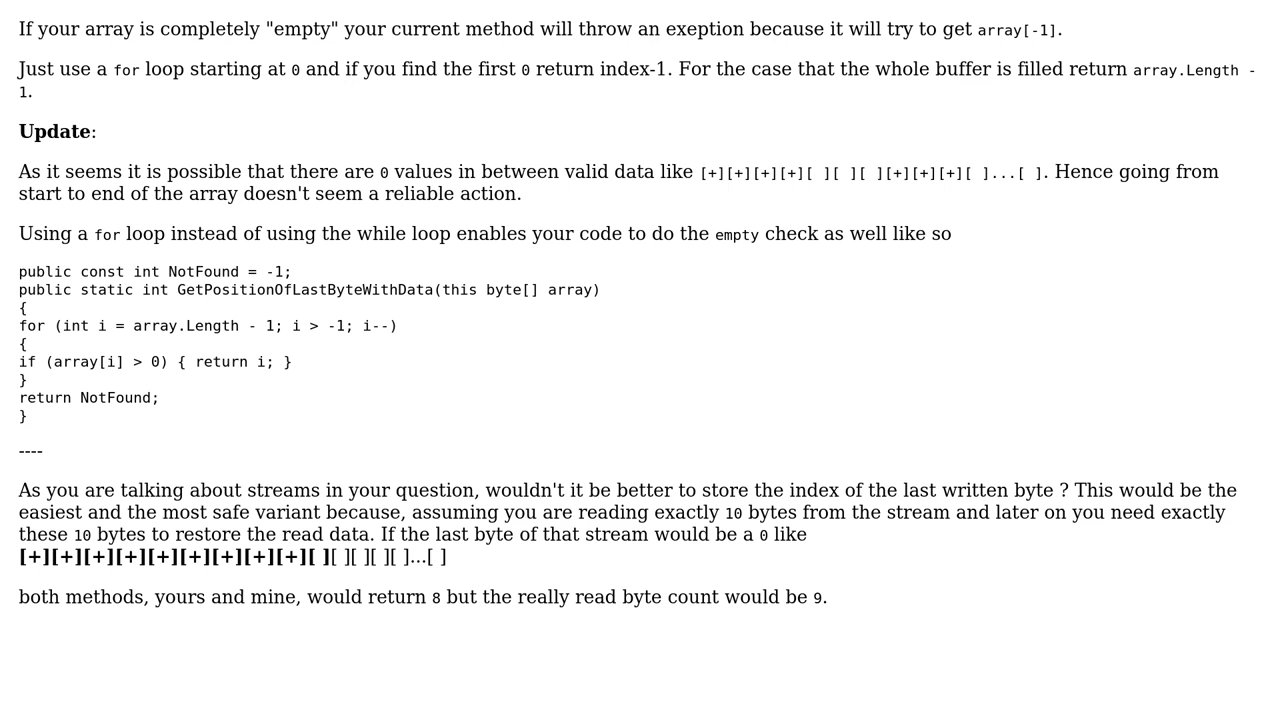 If your array is completely "empty" your current method will throw an exeption because it will try to get array[-1].
Just use a for loop starting at 0 and if you find the first 0 return index-1. For the case that the whole buffer is filled return array.Length -
1.
Update:
As it seems it is possible that there are 0 values in between valid data like [+][+][+][+][ ][ ][ ][+][+][+][ ]...[ ]. Hence going from
start to end of the array doesn't seem a reliable action.
Using a for loop instead of using the while loop enables your code to do the empty check as well like so
public const int NotFound = -1;
public static int GetPositionOfLastByteWithData(this byte[] array)
{
for (int i = array.Length - 1; i > -1; i--)
{
if (array[i] > 0) { return i; }
}
return NotFound;
}
----
As you are talking about streams in your question, wouldn't it be better to store the index of the last written byte ? This would be the
easiest and the most safe variant because, assuming you are reading exactly 10 bytes from the stream and later on you need exactly
these 10 bytes to restore the read data. If the last byte of that stream would be a 0 like
[+][+][+][+][+][+][+][+][+][ ][ ][ ][ ][ ]...[ ]
both methods, yours and mine, would return 8 but the really read byte count would be 9.